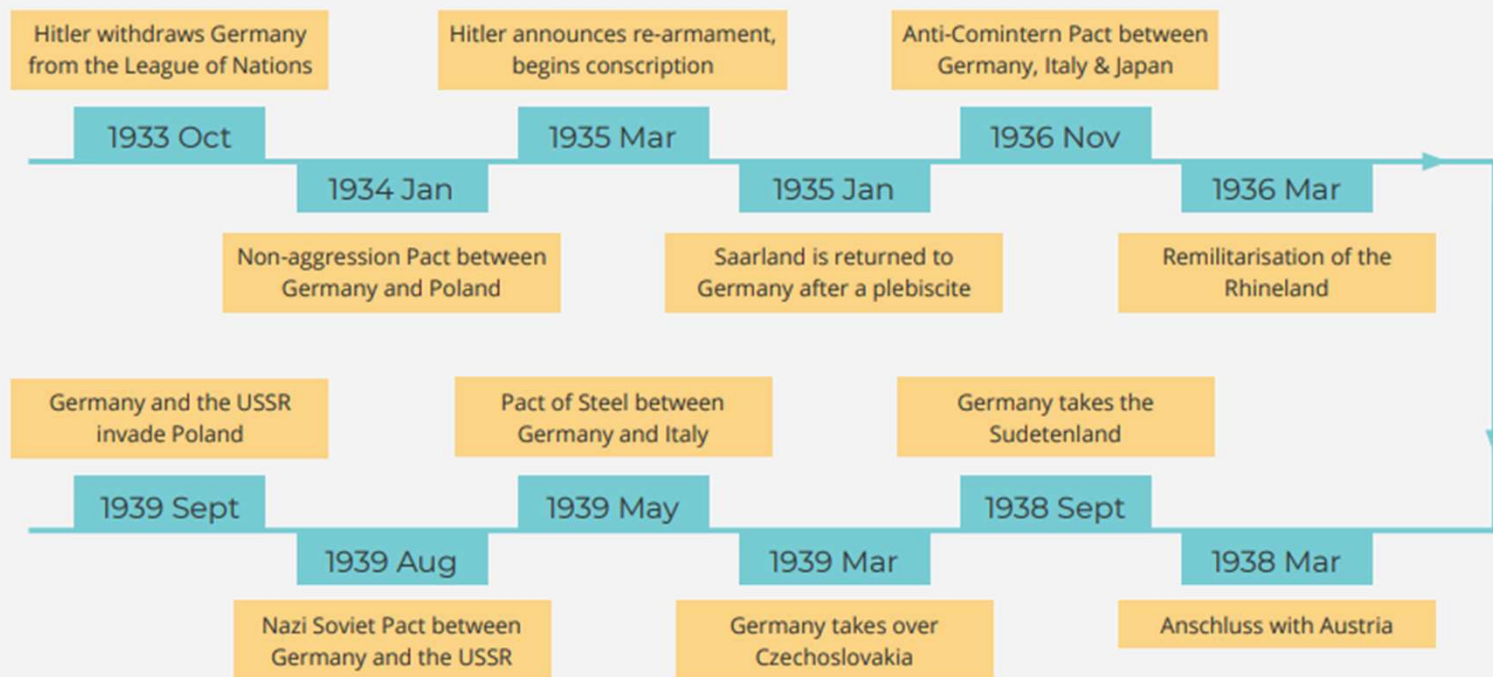 Hitler withdraws Germany
from the League of Nations
1933 Oct
1934 Jan
Non-aggression Pact between
Germany and Poland
Hitler announces re-armament,
begins conscription
1935 Mar
1935 Jan
Saarland is returned to
Germany after a plebiscite
Anti-Comintern Pact between
Germany, Italy & Japan
1936 Nov
1936 Mar
Remilitarisation of the
Rhineland
1938 Mar
Anschluss with Austria
Germany takes the
Sudetenland
1938 Sept
1939 Mar
Germany takes over
Czechoslovakia
Pact of Steel between
Germany and Italy
1939 May
1939 Aug
Nazi Soviet Pact between
Germany and the USSR
Germany and the USSR
invade Poland
1939 Sept